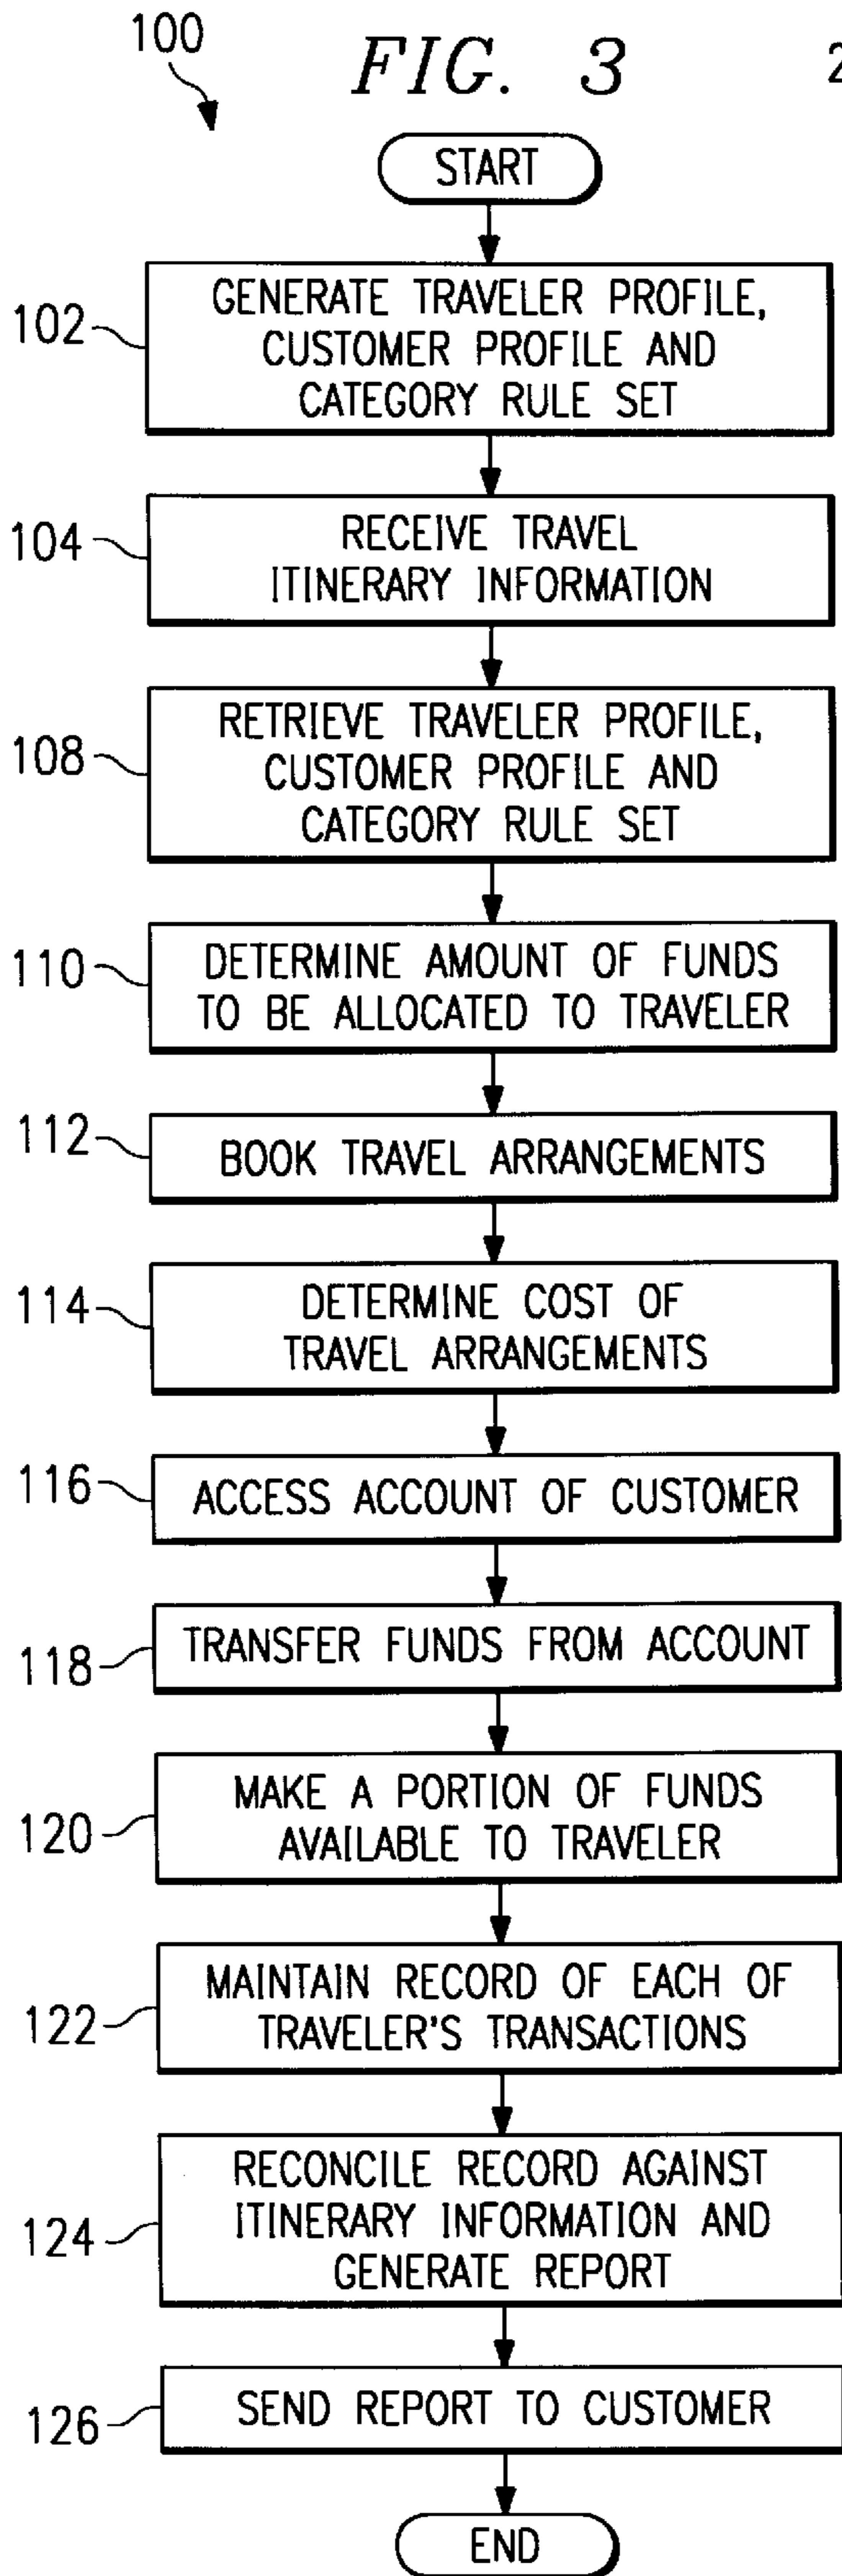 100
FIG. 3
2
START
102
GENERATE TRAVELER PROFILE,
CUSTOMER PROFILE AND
CATEGORY RULE SET
104
RECEIVE TRAVEL
ITINERARY INFORMATION
108
RETRIEVE TRAVELER PROFILE,
CUSTOMER PROFILE AND
CATEGORY RULE SET
110
DETERMINE AMOUNT OF FUNDS
TO BE ALLOCATED TO TRAVELER
112
BOOK TRAVEL ARRANGEMENTS
114
DETERMINE COST OF
TRAVEL ARRANGEMENTS
116
ACCESS ACCOUNT OF CUSTOMER
118
TRANSFER FUNDS FROM ACCOUNT
120
MAKE A PORTION OF FUNDS
AVAILABLE TO TRAVELER
122
MAINTAIN RECORD OF EACH OF
TRAVELER'S TRANSACTIONS
124
RECONCILE RECORD AGAINST
ITINERARY INFORMATION AND
GENERATE REPORT
126
SEND REPORT TO CUSTOMER
END